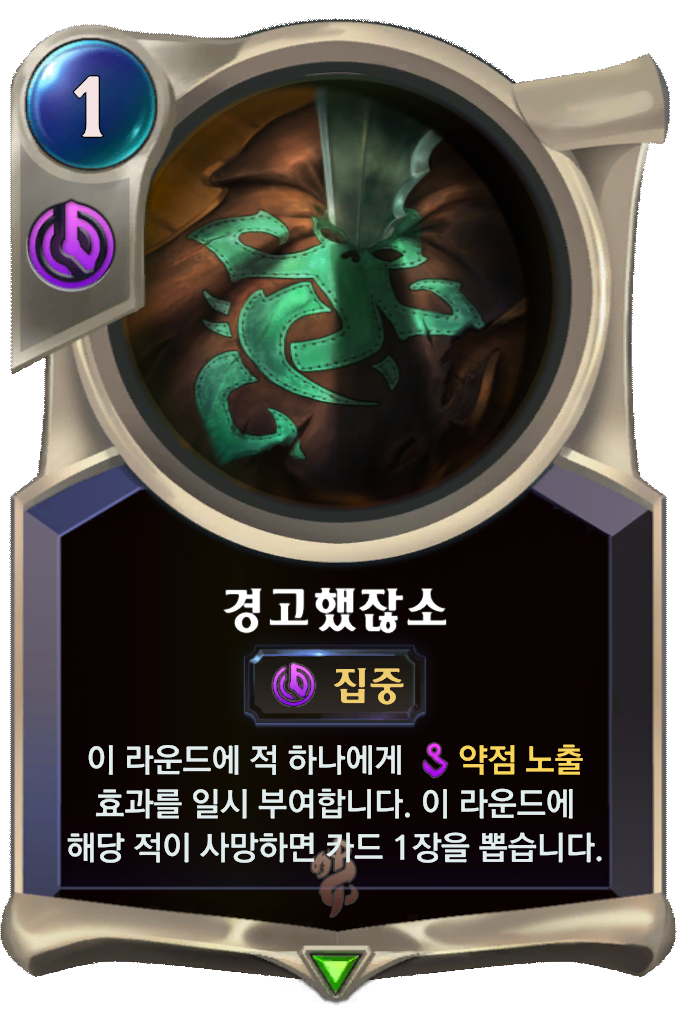 1
경고했잖소
집중
이 라운드에 적 하나에게 약점 노출
효과를 일시 부여합니다. 이 라운드에
해당 적이 사망하면 카드 1장을 뽑습니다.